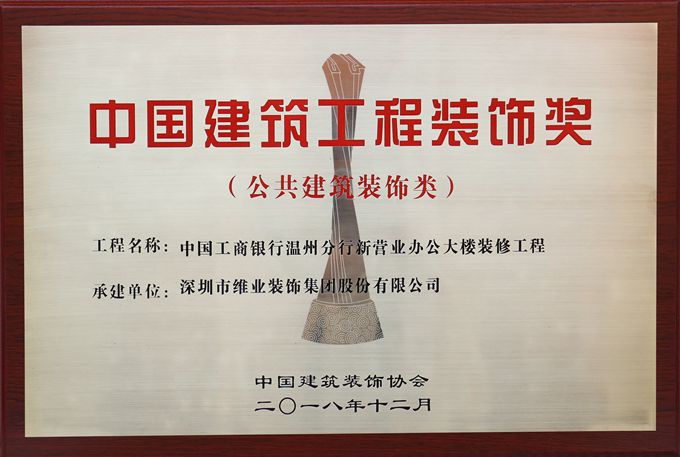 中国建筑工程装饰奖
（公共建筑装饰类）
工程名称：中国工商银行温州分行新营业办公大楼装修工程
承建单位：深圳市维业装饰集团股份有限公司
中国建筑装饰协会
二〇一八年十二月